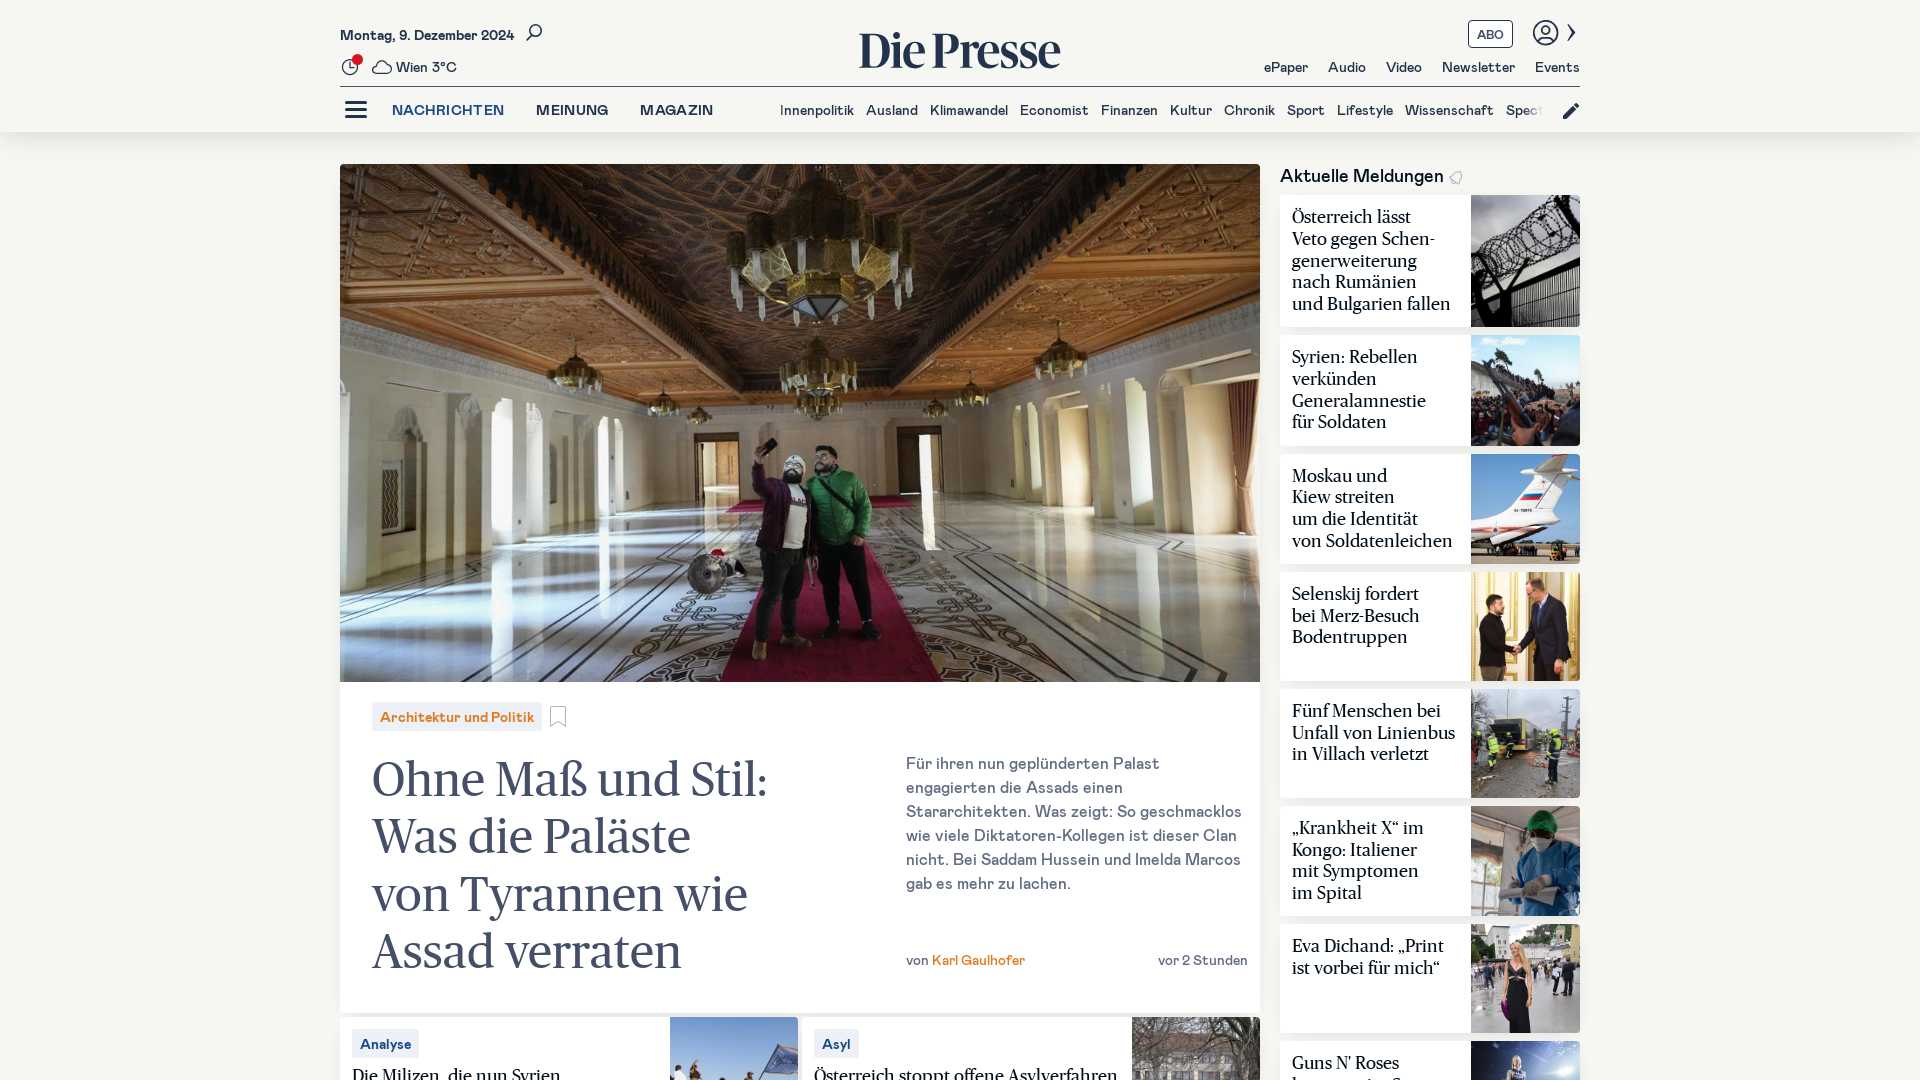 Montag, 9. Dezember 2024
Wien 3°C
Die Presse
ABO
ePaper Audio Video Newsletter Events
NACHRICHTEN MEINUNG MAGAZIN
Innenpolitik Ausland Klimawandel Economist Finanzen Kultur Chronik Sport Lifestyle Wissenschaft Spect
Architektur und Politik
Ohne Maß und Stil:
Was die Paläste
von Tyrannen wie
Assad verraten
Für ihren nun geplünderten Palast
engagierten die Assads einen
Stararchitekten. Was zeigt: So geschmacklos
wie viele Diktatoren-Kollegen ist dieser Clan
nicht. Bei Saddam Hussein und Imelda Marcos
gab es mehr zu lachen.
von Karl Gaulhofer
vor 2 Stunden
Analyse
Die Milizen, die nun Syrien
Asyl
Österreich stoppt offene Asylverfahren
Aktuelle Meldungen
Österreich lässt
Veto gegen Schen-
generweiterung
nach Rumänien
und Bulgarien fallen
Syrien: Rebellen
verkünden
Generalamnestie
für Soldaten
Moskau und
Kiew streiten
um die Identität
von Soldatenleichen
Selenskij fordert
bei Merz-Besuch
Bodentruppen
Fünf Menschen bei
Unfall von Linienbus
in Villach verletzt
„Krankheit X“ im
Kongo: Italiener
mit Symptomen
im Spital
Eva Dichand: „Print
ist vorbei für mich“
Guns N' Roses